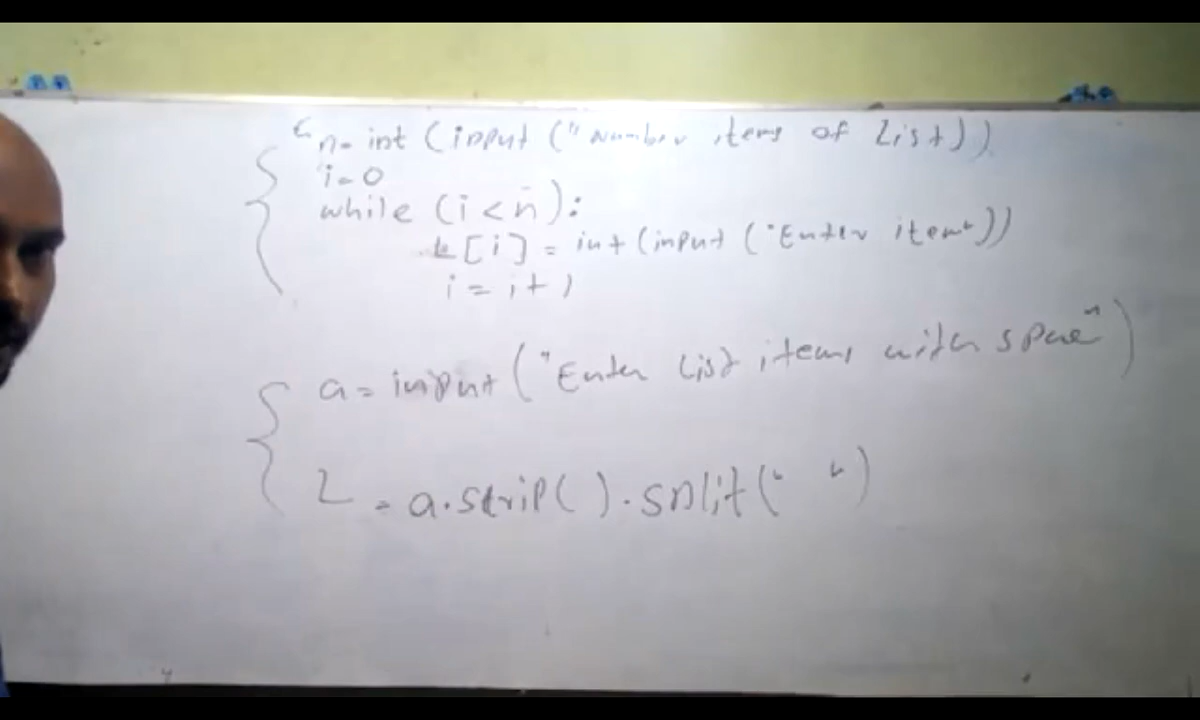 n= int (input ("Number items of List))
i=0
while (i<n):
L[i] = int(input("Enter item"))
i = i+1
a = input("Enter List items with space")
L = a.strip().split(" ")